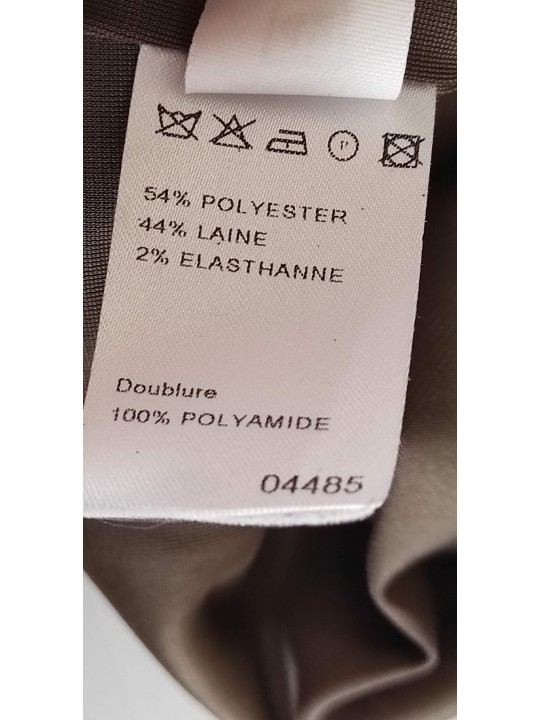 P
54% POLYESTER
44% LAINE
2% ELASTHANNE
Doublure
100% POLYAMIDE
04485